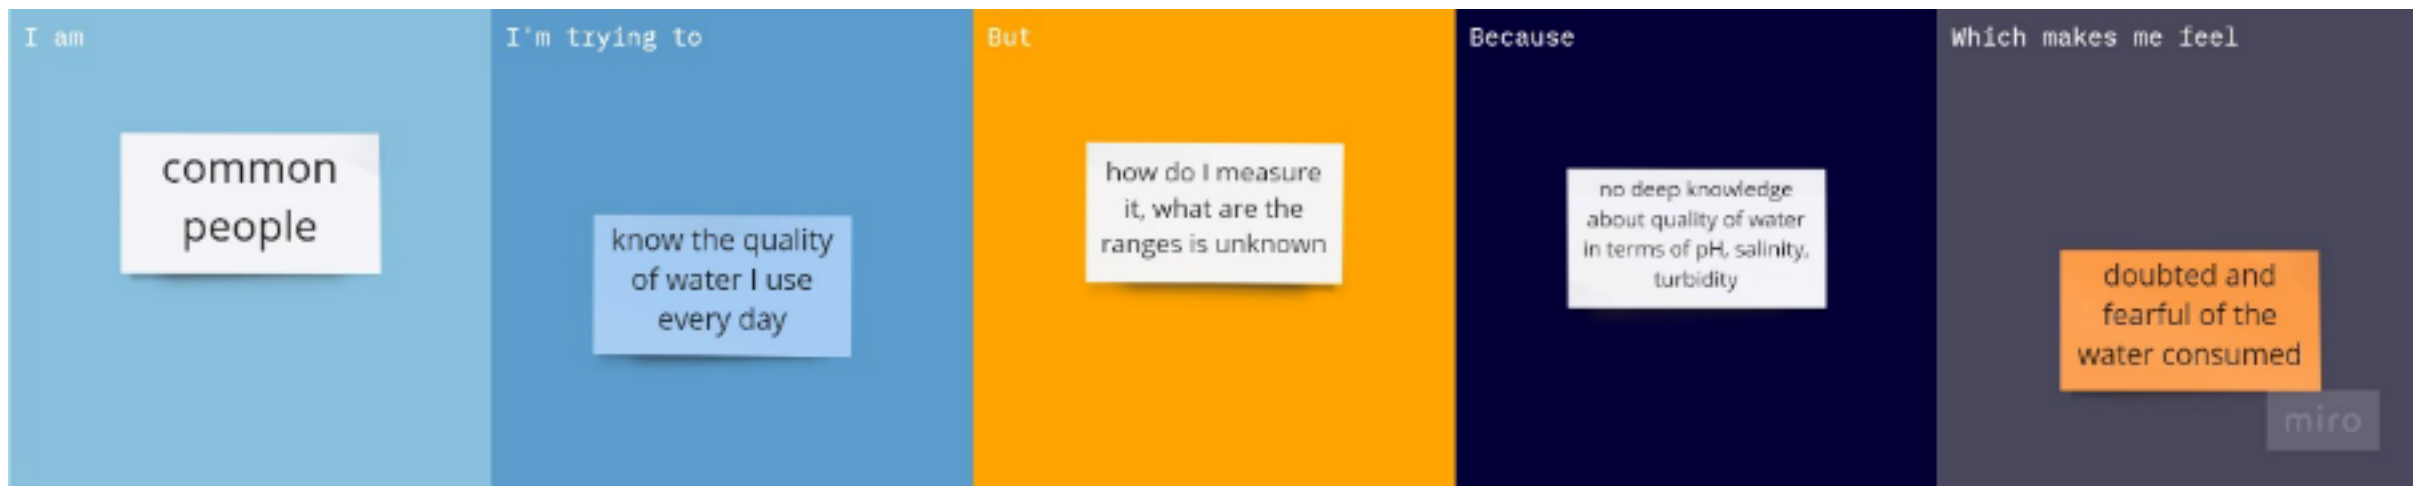 I am
common
people
I'm trying to
know the quality
of water I use
every day
But
how do I measure
it, what are the
ranges is unknown
Because
no deep knowledge
about quality of water
in terms of pH, salinity,
turbidity
Which makes me feel
doubted and
fearful of the
water consumed
miro